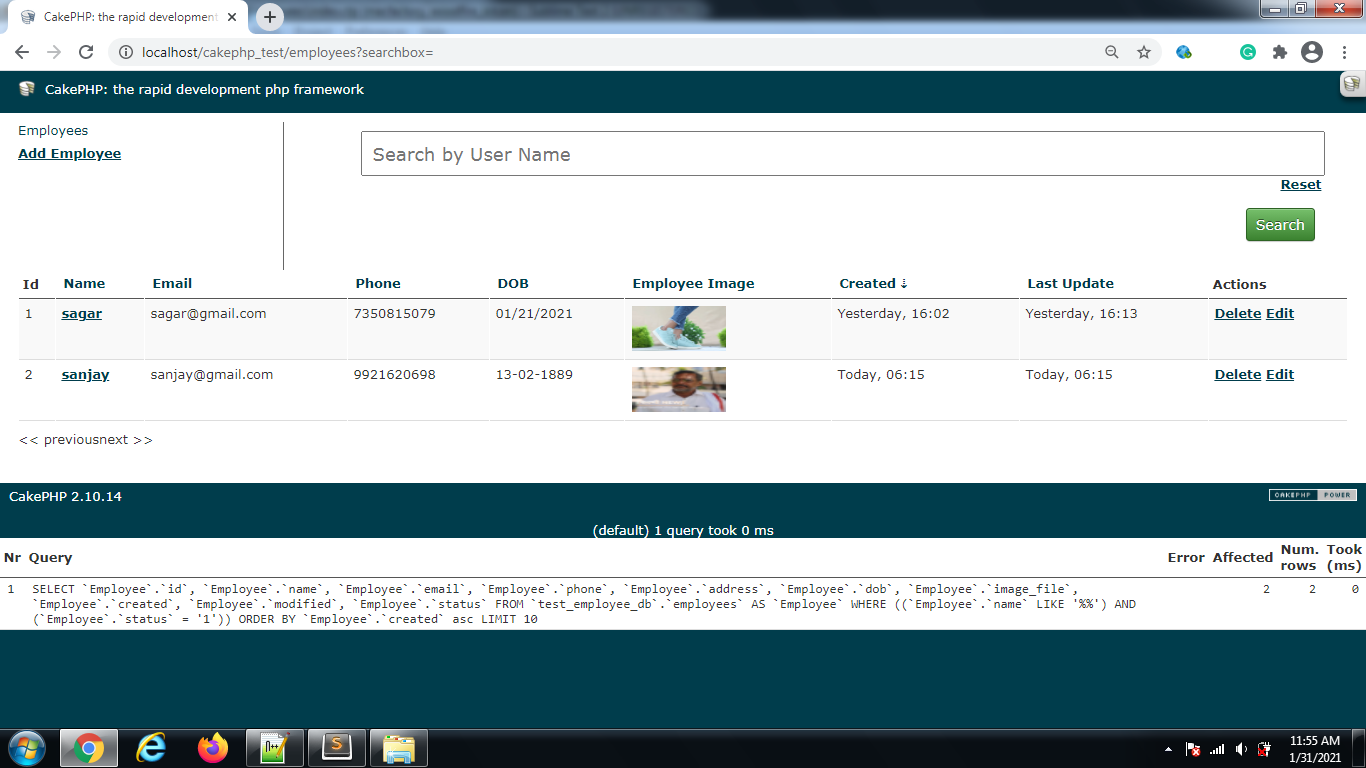 CakePHP: the rapid development
localhost/cakephp_test/employees?searchbox=
CakePHP: the rapid development php framework
Employees
Add Employee
Search by User Name
Reset
Search
Id Name Email Phone DOB Employee Image Created ⇣ Last Update Actions
1 sagar sagar@gmail.com 7350815079 01/21/2021 Yesterday, 16:02 Yesterday, 16:13 Delete Edit
2 sanjay sanjay@gmail.com 9921620698 13-02-1889 Today, 06:15 Today, 06:15 Delete Edit
<< previousnext >>
CakePHP 2.10.14 CAKEPHP POWER
(default) 1 query took 0 ms
Nr Query Error Affected Num. rows Took (ms)
1 SELECT `Employee`.`id`, `Employee`.`name`, `Employee`.`email`, `Employee`.`phone`, `Employee`.`address`, `Employee`.`dob`, `Employee`.`image_file`, 2 2 0
`Employee`.`created`, `Employee`.`modified`, `Employee`.`status` FROM `test_employee_db`.`employees` AS `Employee` WHERE ((`Employee`.`name` LIKE '%%') AND
(`Employee`.`status` = '1')) ORDER BY `Employee`.`created` asc LIMIT 10
11:55 AM
1/31/2021